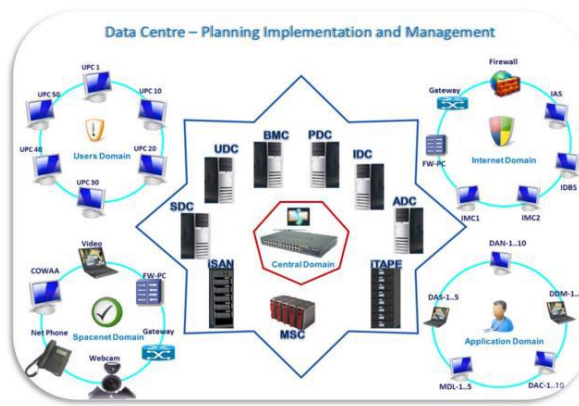 Data Centre – Planning Implementation and Management
UPC 1
UPC 50
UPC 10
Users Domain
UPC 40
UPC 20
UPC 30
BMC
PDC
UDC
IDC
SDC
ADC
Central Domain
iSAN
iTAPE
MSC
Firewall
Gateway
IAS
FW-PC
Internet Domain
IDBS
IMC1
IMC2
Video
COWAA
FW-PC
Spacenet Domain
Net Phone
Gateway
Webcam
DAN-1..10
DAS-1..5
DDM-1..
Application Domain
MDL-1..5
DAC-1..10